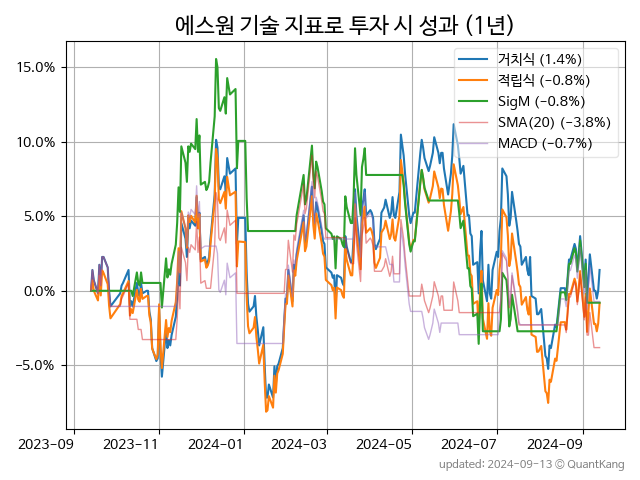 에스원 기술 지표로 투자 시 성과 (1년)
거치식 (1.4%)
적립식 (−0.8%)
SigM (−0.8%)
SMA(20) (−3.8%)
MACD (−0.7%)
15.0%
10.0%
5.0%
0.0%
−5.0%
2023-09 2023-11 2024-01 2024-03 2024-05 2024-07 2024-09
updated: 2024-09-13 ⓒ QuantKang